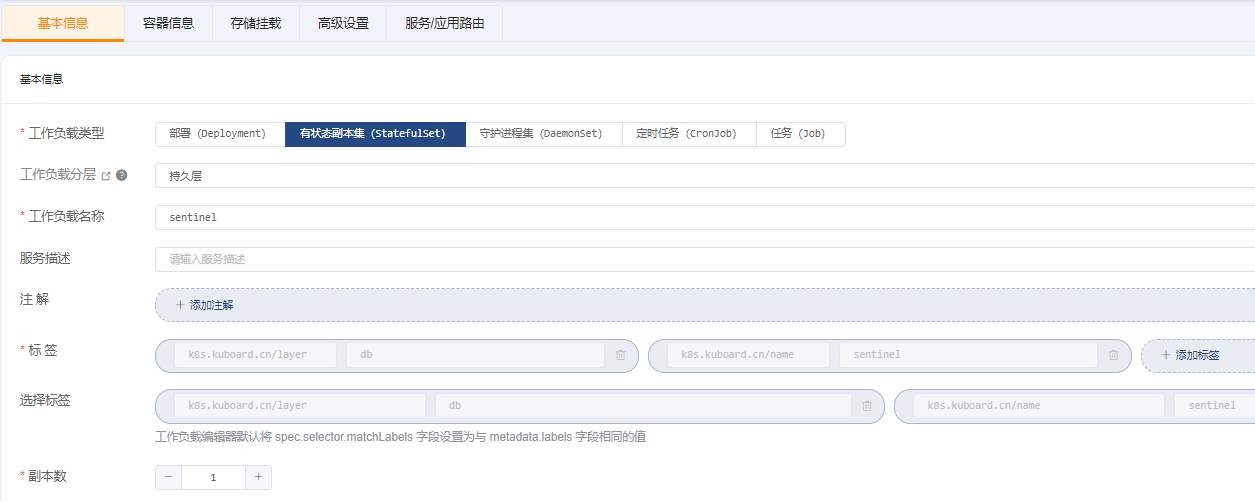 基本信息 容器信息 存储挂载 高级设置 服务/应用路由
基本信息
* 工作负载类型 部署（Deployment） 有状态副本集（StatefulSet） 守护进程集（DaemonSet） 定时任务（CronJob） 任务（Job）
工作负载分层 持久层
* 工作负载名称 sentinel
服务描述 请输入服务描述
注 解 + 添加注解
* 标 签 k8s.kuboard.cn/layer db k8s.kuboard.cn/name sentinel + 添加标签
选择标签 k8s.kuboard.cn/layer db k8s.kuboard.cn/name sentinel
工作负载编辑器默认将 spec.selector.matchLabels 字段设置为与 metadata.labels 字段相同的值
* 副本数 − 1 +